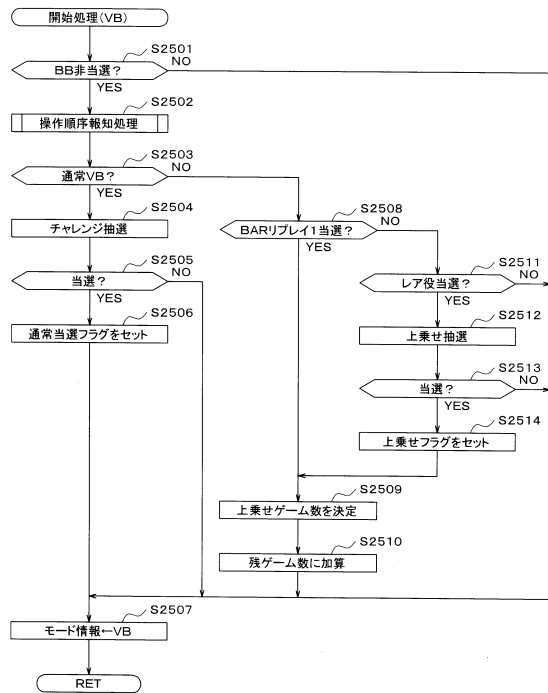 開始処理(VB)
S2501
BB非当選？
NO
YES
S2502
操作順序報知処理
S2503
通常VB？
NO
YES
S2504
チャレンジ抽選
S2505
当選？
NO
YES
S2506
通常当選フラグをセット
S2508
BARリプレイ1当選？
NO
YES
S2511
レア役当選？
NO
YES
S2512
上乗せ抽選
S2513
当選？
NO
YES
S2514
上乗せフラグをセット
S2509
上乗せゲーム数を決定
S2510
残ゲーム数に加算
S2507
モード情報←VB
RET